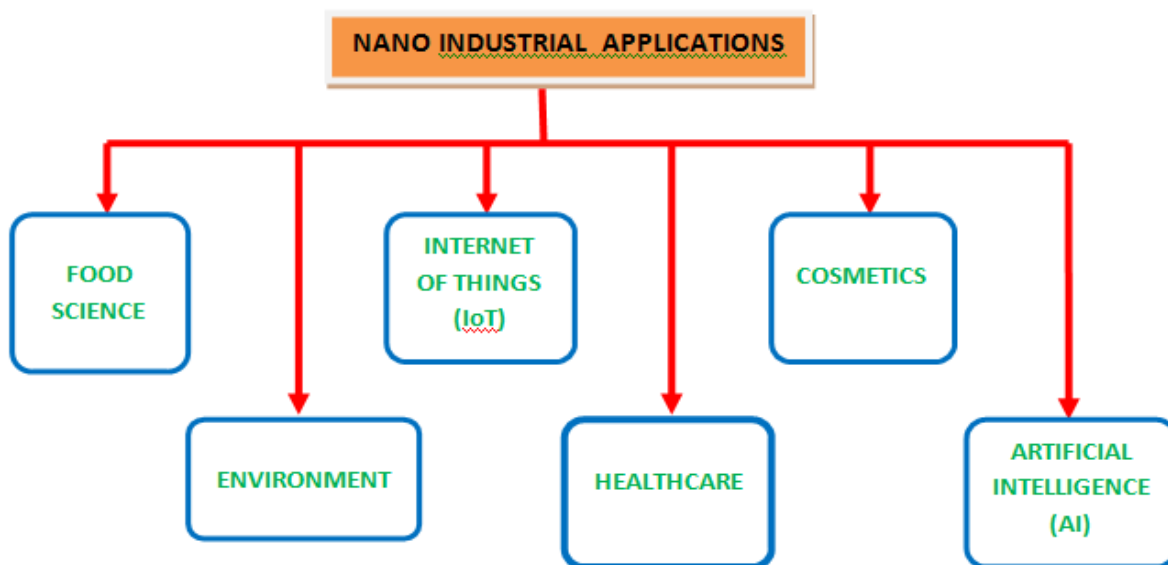 NANO INDUSTRIAL APPLICATIONS
FOOD
SCIENCE
INTERNET
OF THINGS
(IoT)
COSMETICS
ENVIRONMENT
HEALTHCARE
ARTIFICIAL
INTELLIGENCE
(AI)